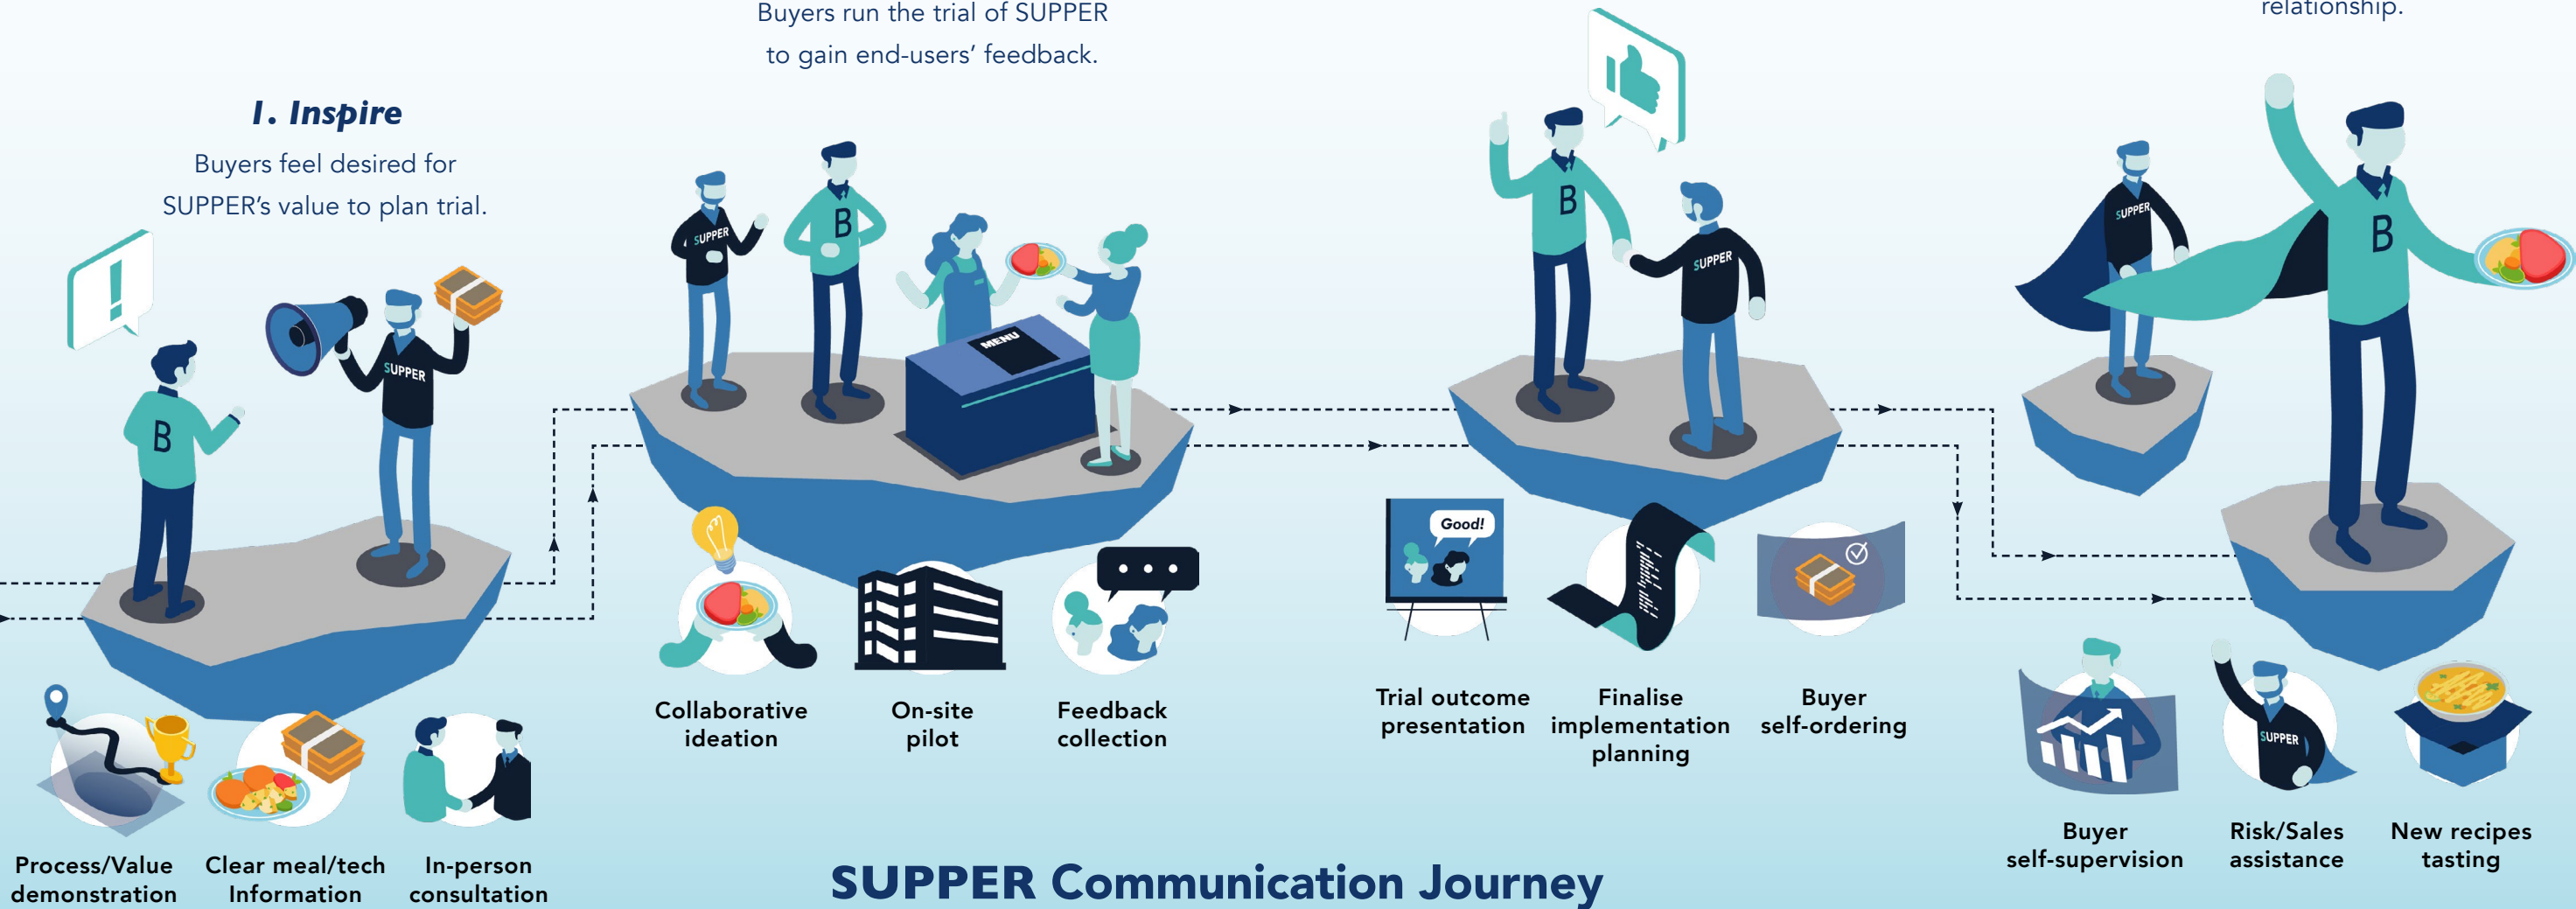 Buyers run the trial of SUPPER
to gain end-users' feedback.
relationship.
1. Inspire
Buyers feel desired for
SUPPER's value to plan trial.
B
SUPPER
SUPPER
B
MENU
B
SUPPER
SUPPER
B
Good!
Process/Value
demonstration
Clear meal/tech
Information
In-person
consultation
Collaborative
ideation
On-site
pilot
Feedback
collection
Trial outcome
presentation
Finalise
implementation
planning
Buyer
self-ordering
SUPPER
Buyer
self-supervision
Risk/Sales
assistance
New recipes
tasting
SUPPER Communication Journey